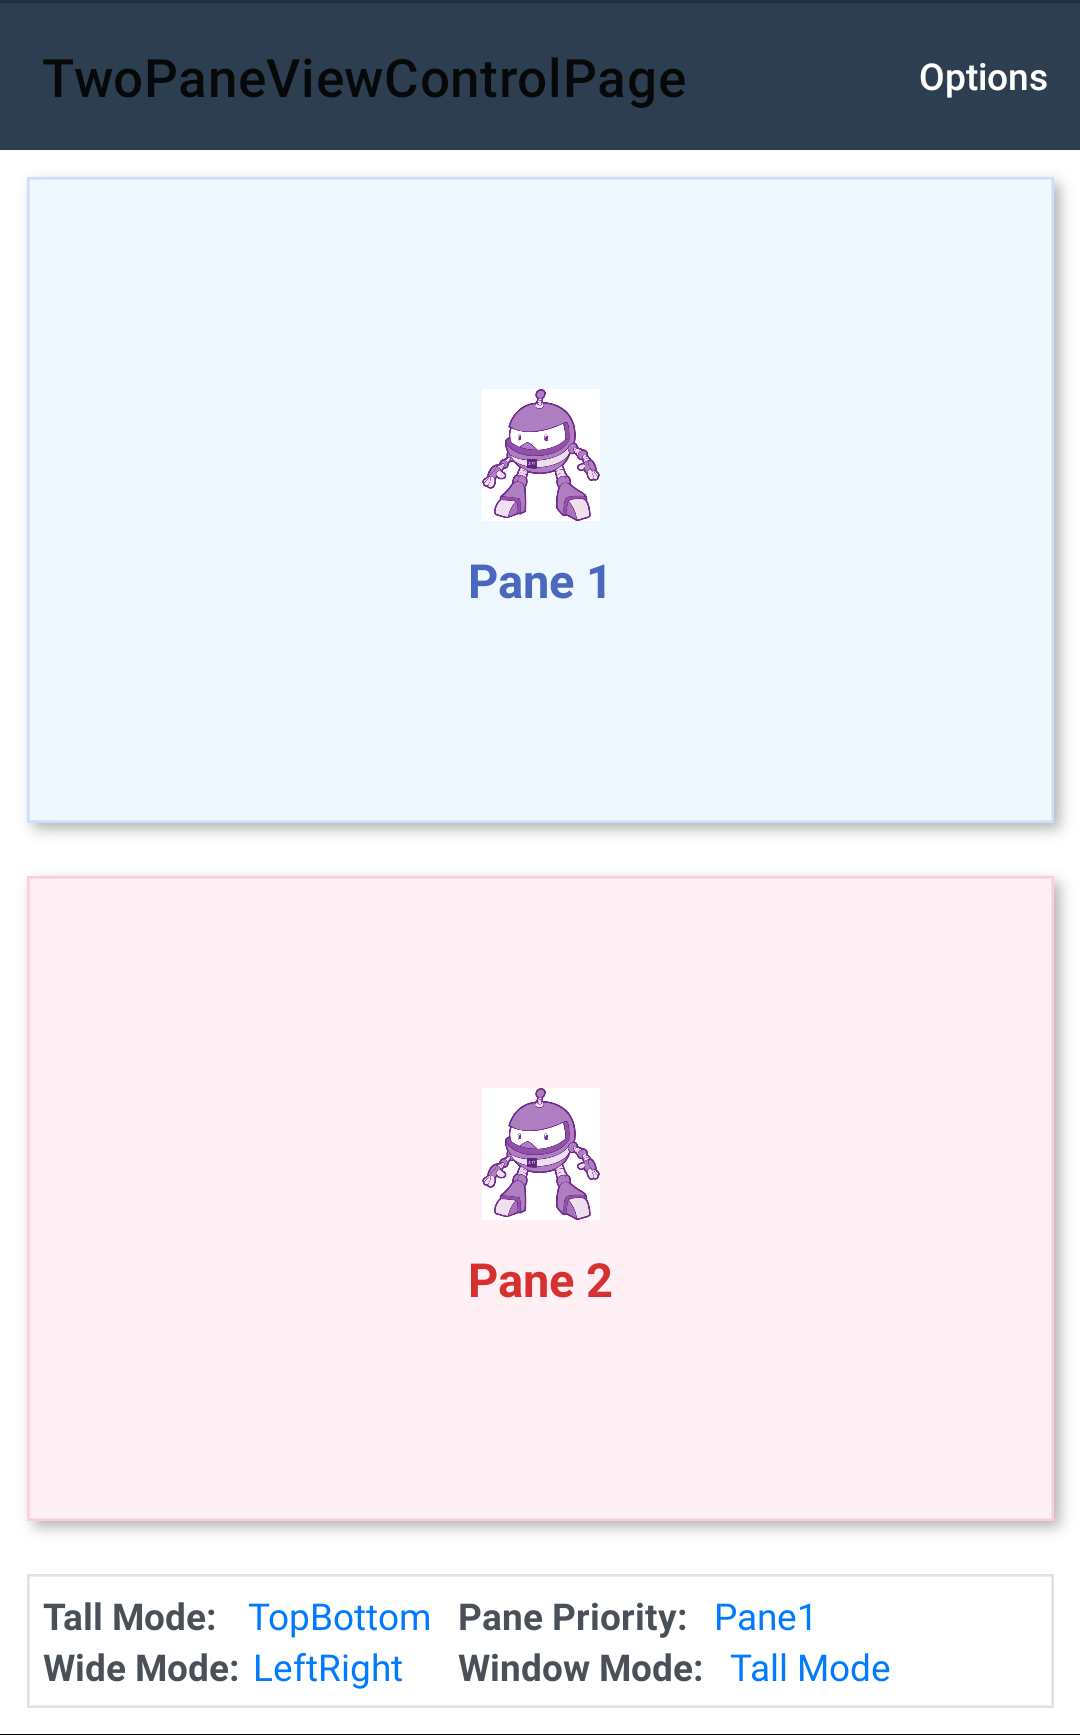 TwoPaneViewControlPage Options
Pane 1
Pane 2
Tall Mode: TopBottom Pane Priority: Pane1
Wide Mode: LeftRight Window Mode: Tall Mode